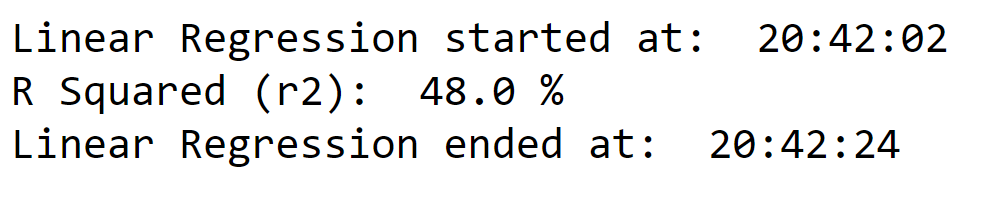 Linear Regression started at:  20:42:02
R Squared (r2):  48.0 %
Linear Regression ended at:  20:42:24